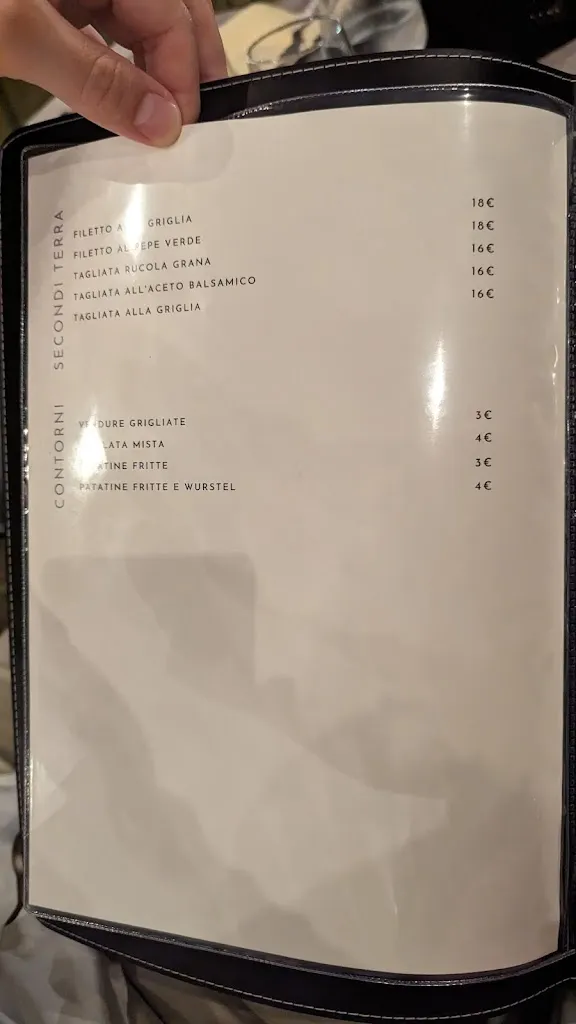 SECONDI TERRA
FILETTO GRIGLIA 18€
FILETTO AL PEPE VERDE 18€
TAGLIATA RUCOLA GRANA 16€
TAGLIATA ALL'ACETO BALSAMICO 16€
TAGLIATA ALLA GRIGLIA 16€
CONTORNI
GRIGLIATE 3€
MISTA 4€
PATATINE FRITTE 3€
PATATINE FRITTE E WURSTEL 4€